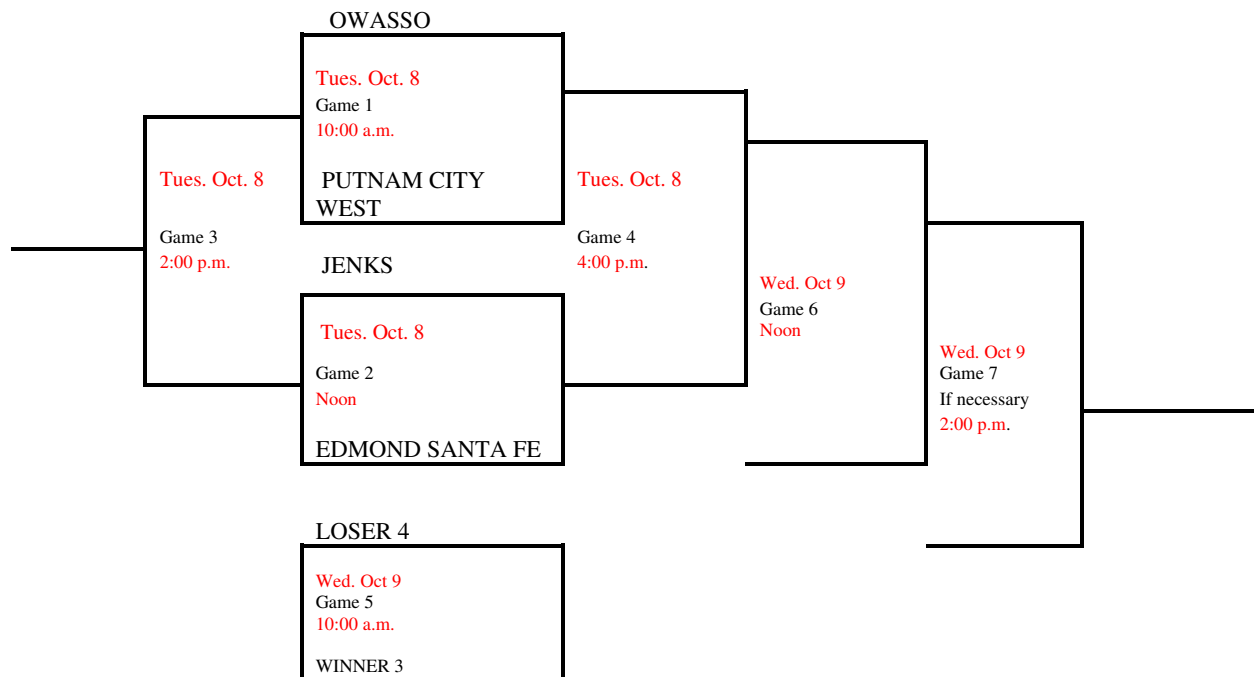 OWASSO
Tues. Oct. 8
Game 1
10:00 a.m.
PUTNAM CITY
WEST
Tues. Oct. 8
Game 3
2:00 p.m.
Tues. Oct. 8
Game 4
4:00 p.m.
JENKS
Tues. Oct. 8
Game 2
Noon
EDMOND SANTA FE
Wed. Oct 9
Game 6
Noon
Wed. Oct 9
Game 7
If necessary
2:00 p.m.
LOSER 4
Wed. Oct 9
Game 5
10:00 a.m.
WINNER 3